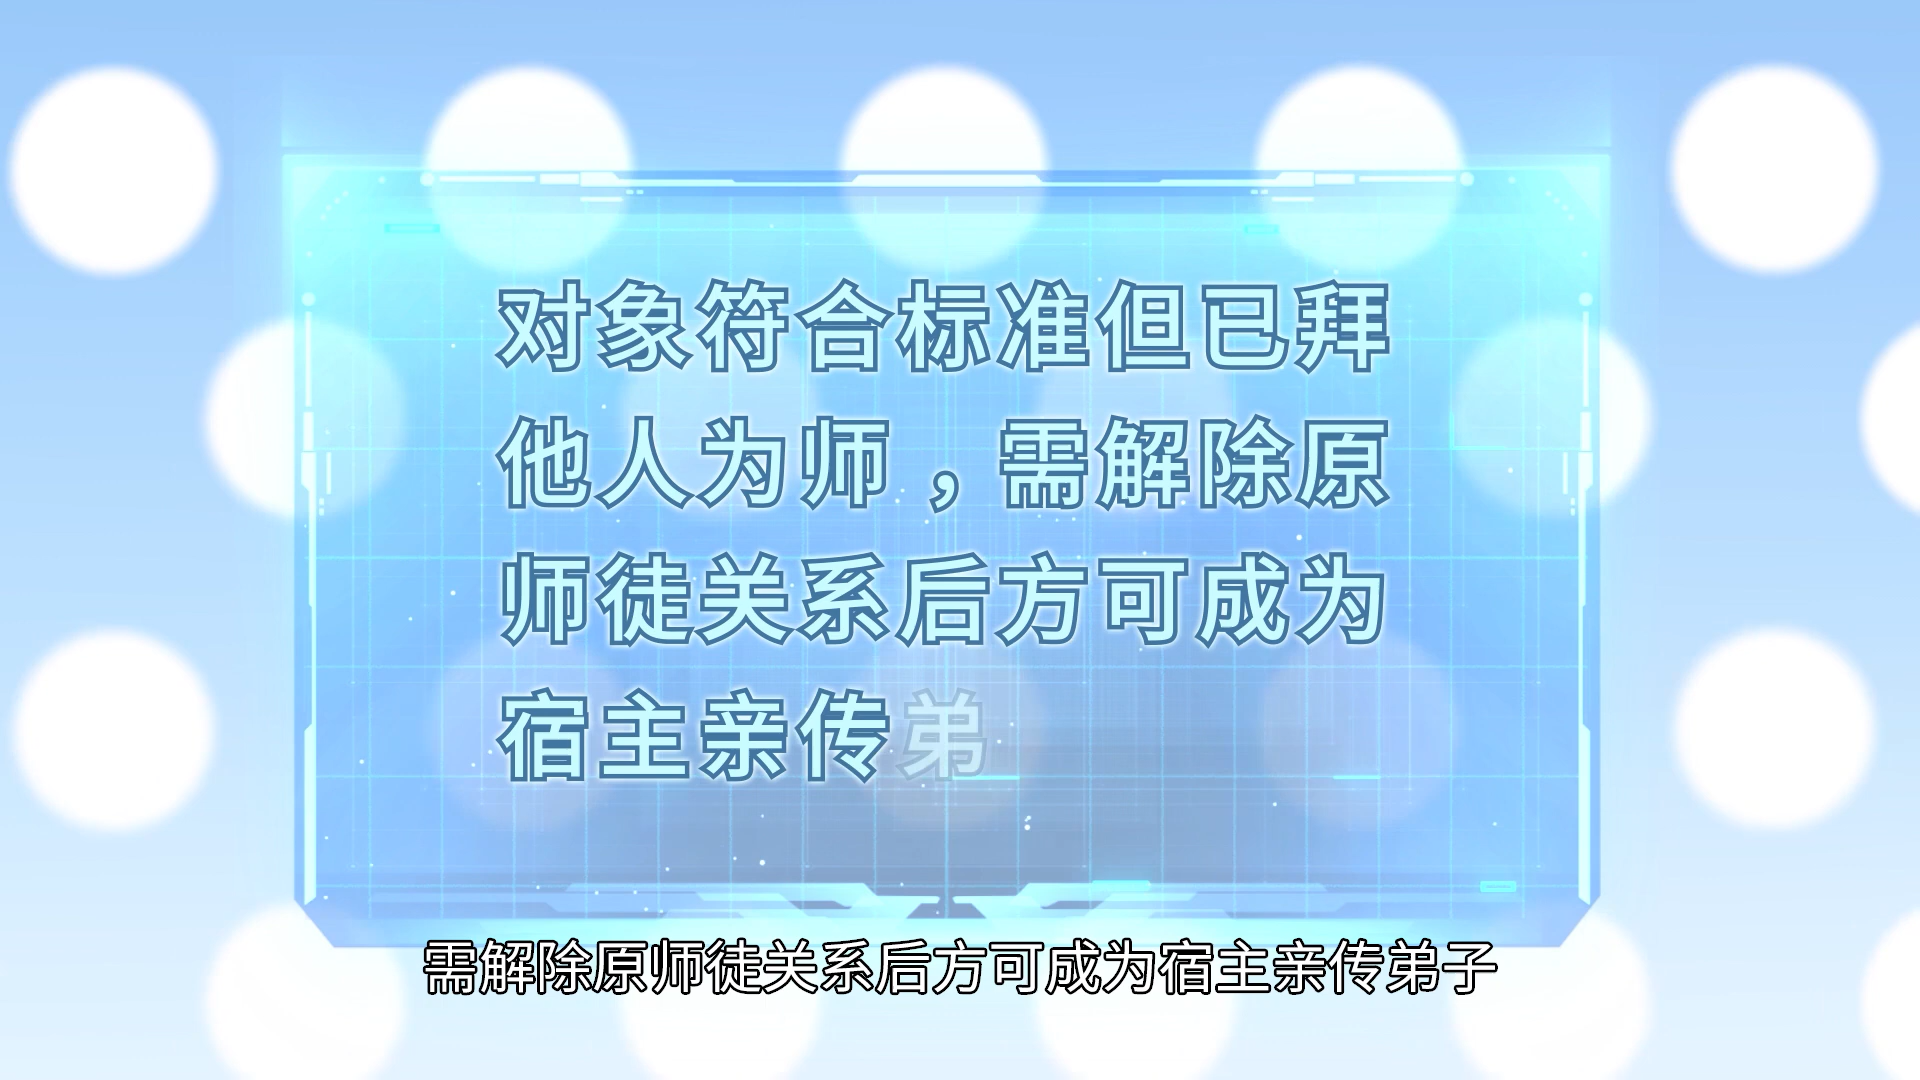 对象符合标准但已拜
他人为师，需解除原
师徒关系后方可成为
宿主亲传弟
需解除原师徒关系后方可成为宿主亲传弟子